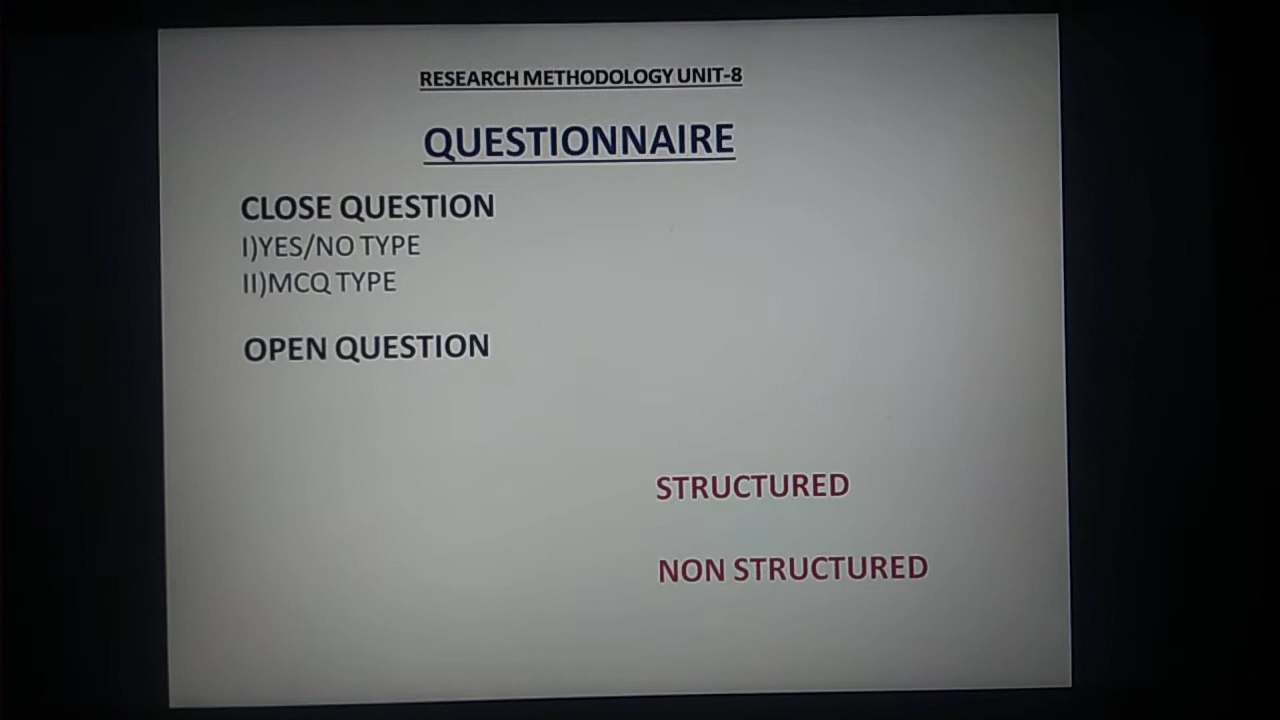 RESEARCH METHODOLOGY UNIT-8
QUESTIONNAIRE
CLOSE QUESTION
I)YES/NO TYPE
II)MCQ TYPE
OPEN QUESTION
STRUCTURED
NON STRUCTURED